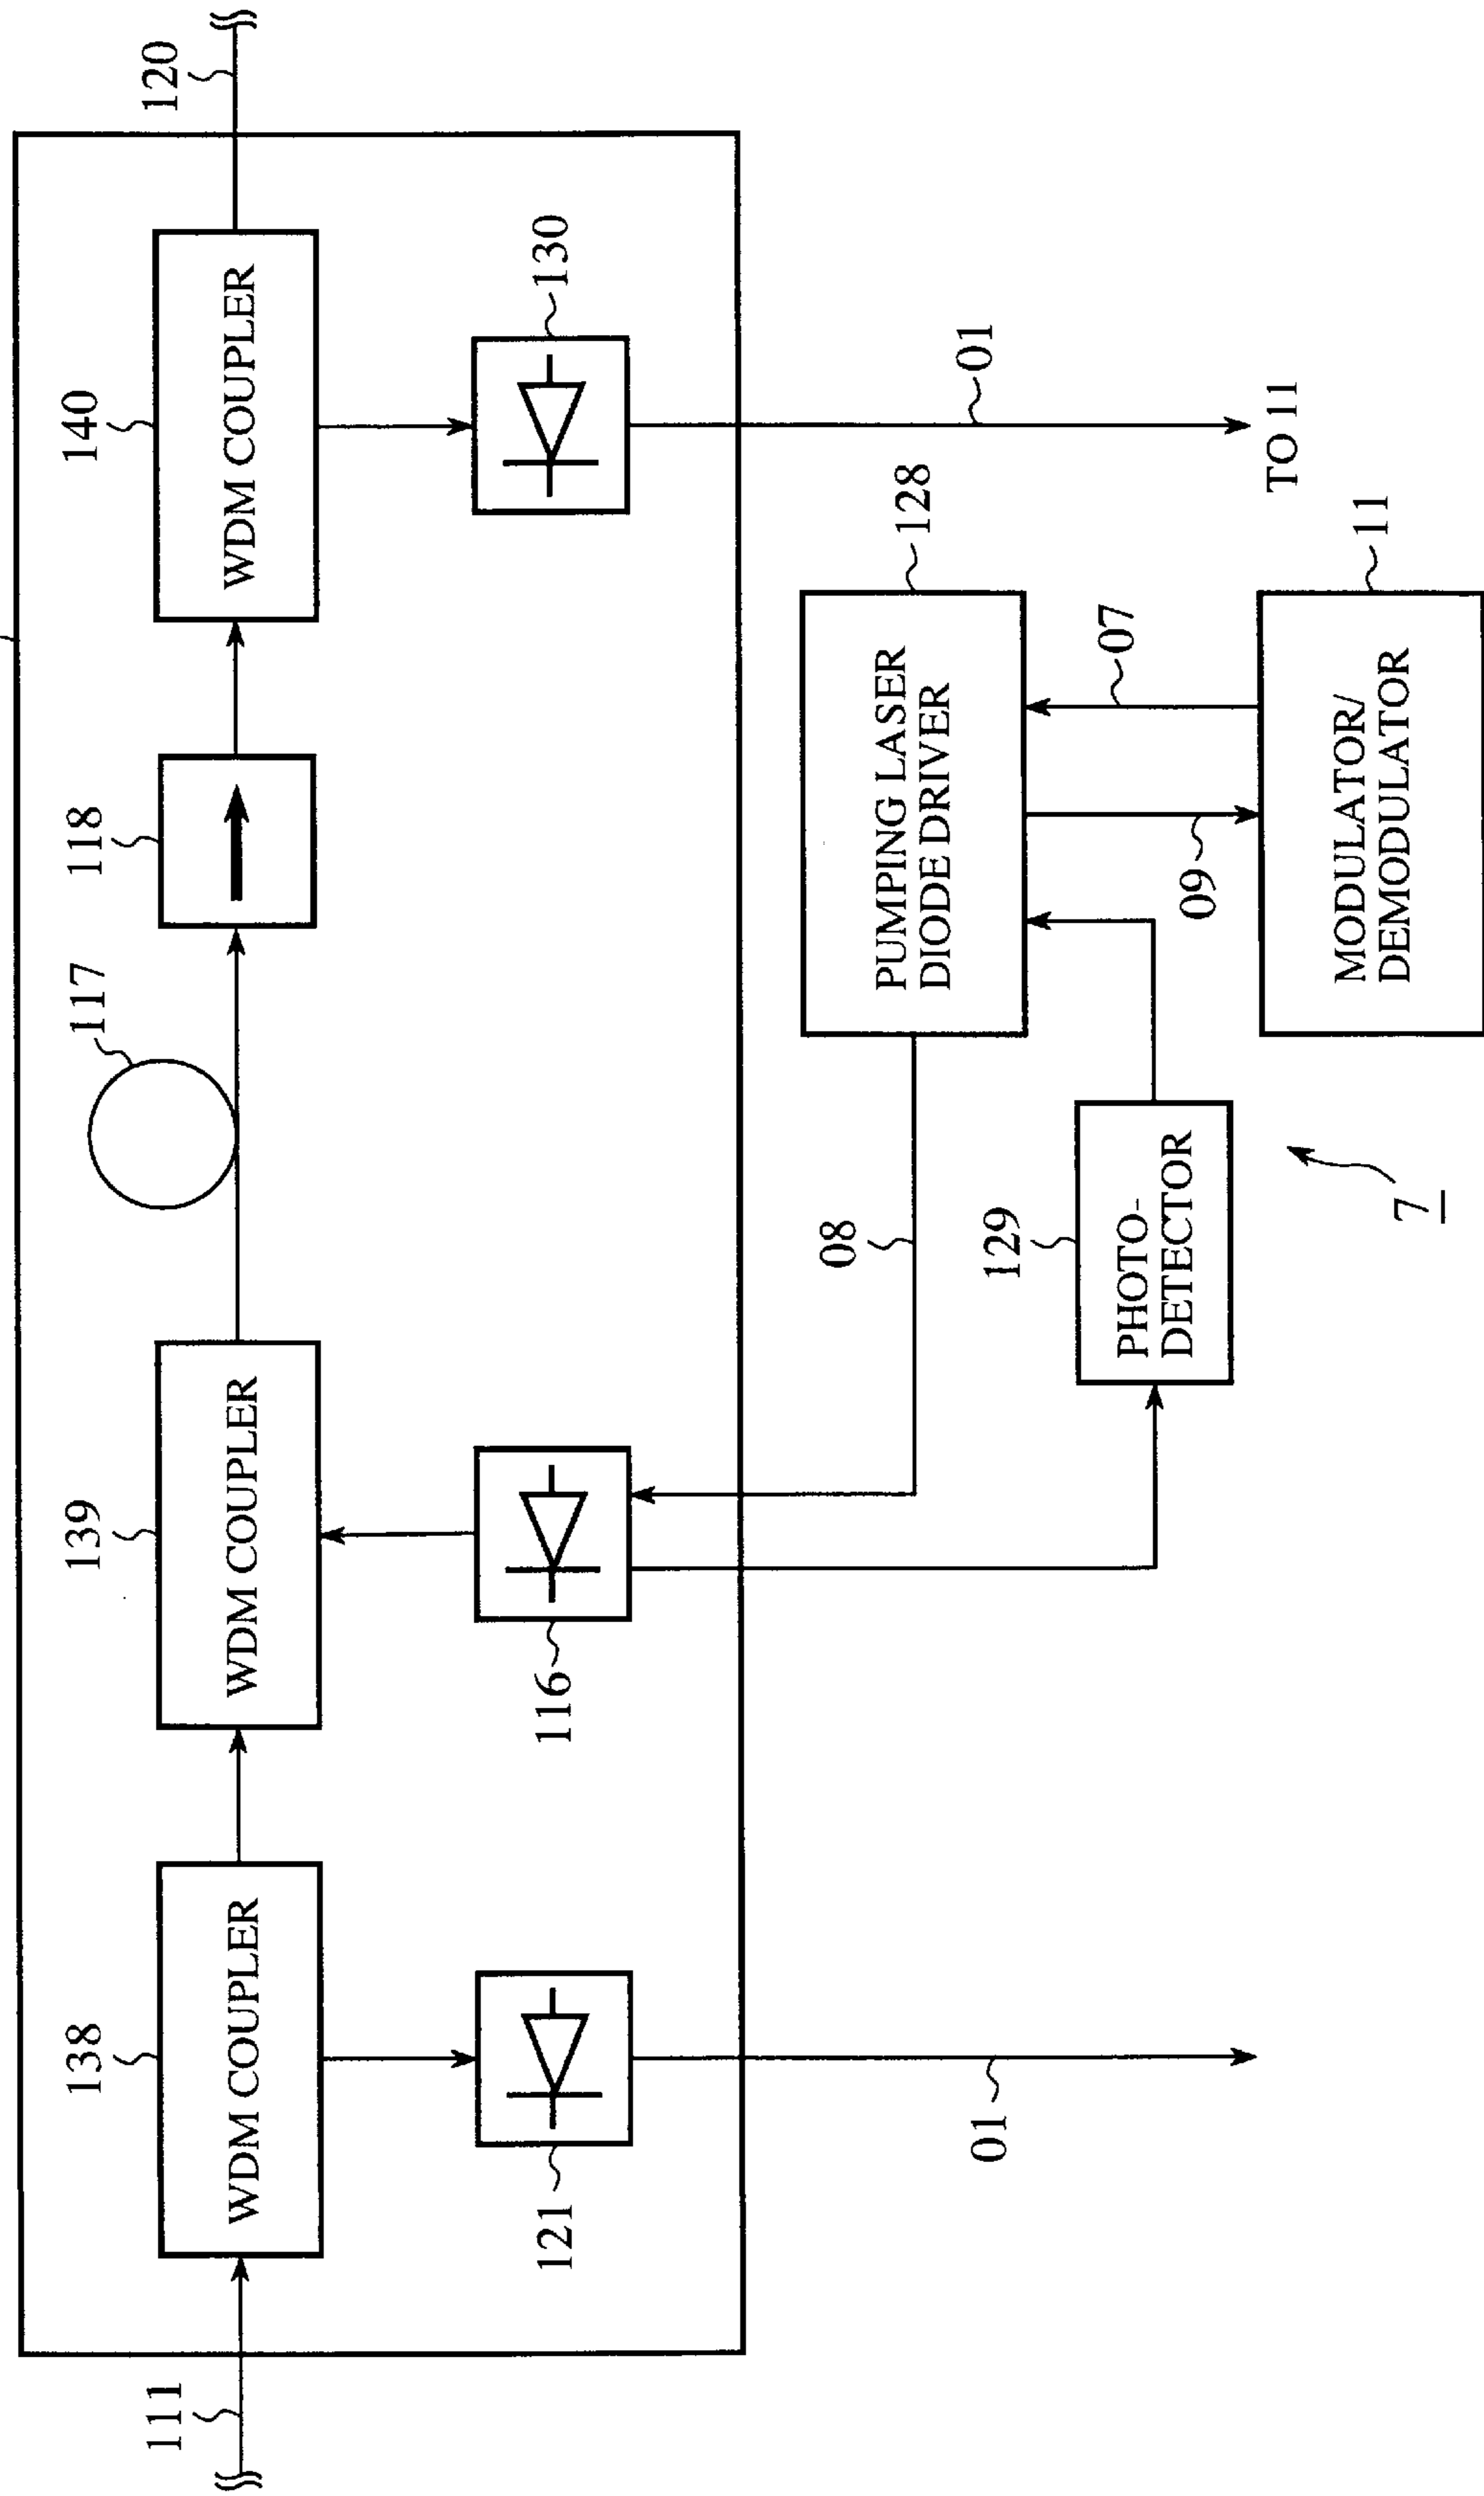 138
139
117
118
140
111
WDM COUPLER
WDM COUPLER
WDM COUPLER
120
121
116
130
08
PUMPING LASER
DIODE DRIVER
128
01
129
01
PHOTO-
DETECTOR
09
07
TO 11
MODULATOR/
DEMODULATOR
11
7